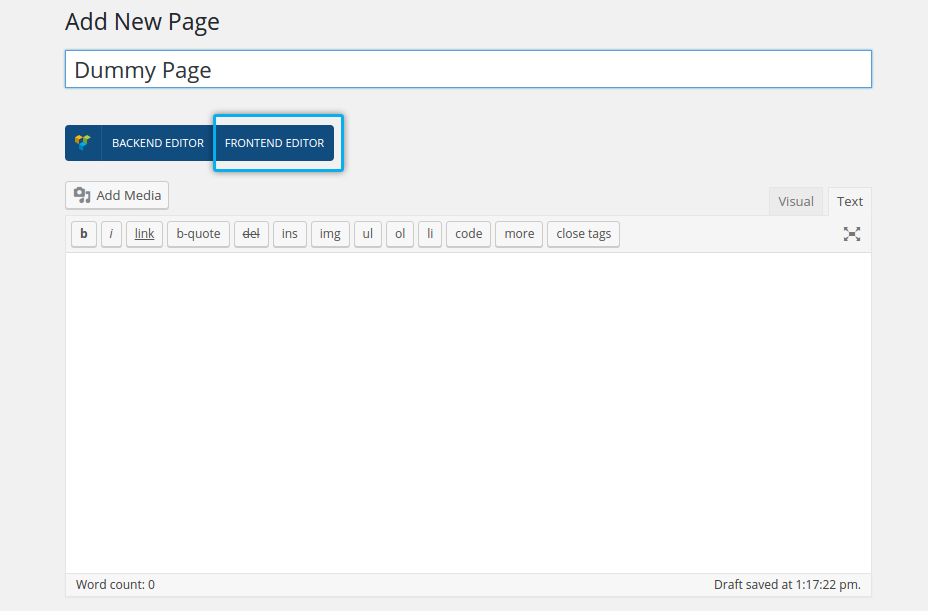 Add New Page
Dummy Page
BACKEND EDITOR FRONTEND EDITOR
Add Media
Visual Text
b i link b-quote del ins img ul ol li code more close tags
Word count: 0 Draft saved at 1:17:22 pm.